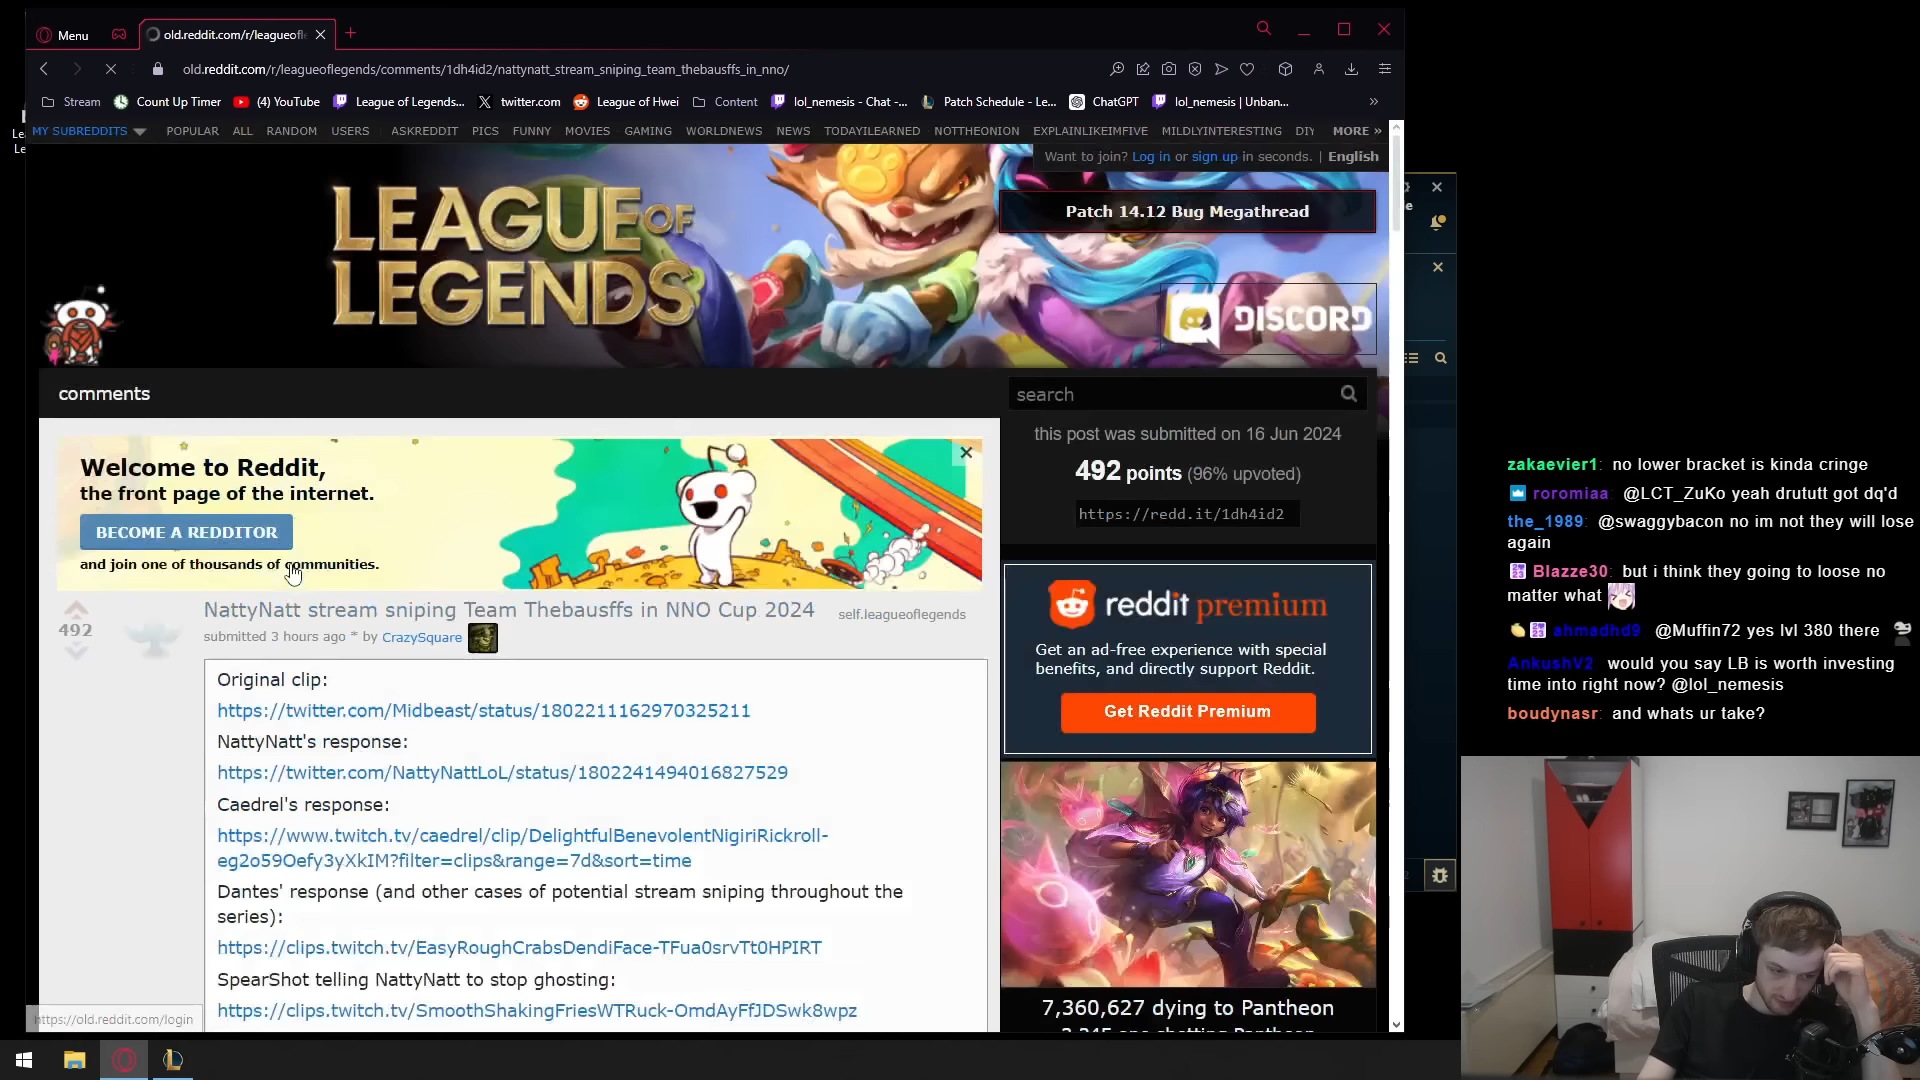 Menu
old.reddit.com/r/leagueofl
old.reddit.com/r/leagueoflegends/comments/1dh4id2/nattynatt_stream_sniping_team_thebausffs_in_nno/
Stream
Count Up Timer
(4) YouTube
League of Legends...
twitter.com
League of Hwei
Content
lol_nemesis - Chat -...
Patch Schedule - Le...
ChatGPT
lol_nemesis | Unban...
MY SUBREDDITS
POPULAR ALL RANDOM USERS ASKREDDIT PICS FUNNY MOVIES GAMING WORLDNEWS NEWS TODAYILEARNED NOTTHEONION EXPLAINLIKEIMFIVE MILDLYINTERESTING DIY MORE »
Want to join? Log in or sign up in seconds. | English
LEAGUE OF
LEGENDS
Patch 14.12 Bug Megathread
DISCORD
comments
search
Welcome to Reddit,
the front page of the internet.
BECOME A REDDITOR
and join one of thousands of communities.
this post was submitted on 16 Jun 2024
492 points (96% upvoted)
https://redd.it/1dh4id2
492
NattyNatt stream sniping Team Thebausffs in NNO Cup 2024
self.leagueoflegends
submitted 3 hours ago * by CrazySquare
Original clip:
https://twitter.com/Midbeast/status/1802211162970325211
NattyNatt's response:
https://twitter.com/NattyNattLoL/status/1802241494016827529
Caedrel's response:
https://www.twitch.tv/caedrel/clip/DelightfulBenevolentNigiriRickroll-
eg2o59Oefy3yXkIM?filter=clips&range=7d&sort=time
Dantes' response (and other cases of potential stream sniping throughout the
series):
https://clips.twitch.tv/EasyRoughCrabsDendiFace-TFua0srvTt0HPIRT
SpearShot telling NattyNatt to stop ghosting:
https://clips.twitch.tv/SmoothShakingFriesWTRuck-OmdAyFfJDSwk8wpz
reddit premium
Get an ad-free experience with special
benefits, and directly support Reddit.
Get Reddit Premium
7,360,627 dying to Pantheon
https://old.reddit.com/login
zakaevier1: no lower bracket is kinda cringe
roromiaa @LCT_ZuKo yeah drututt got dq'd
the_1989: @swaggybacon no im not they will lose
again
Blazze30: but i think they going to loose no
matter what
ahmadhd9 @Muffin72 yes lvl 380 there
AnkushV2 would you say LB is worth investing
time into right now? @lol_nemesis
boudynasr: and whats ur take?